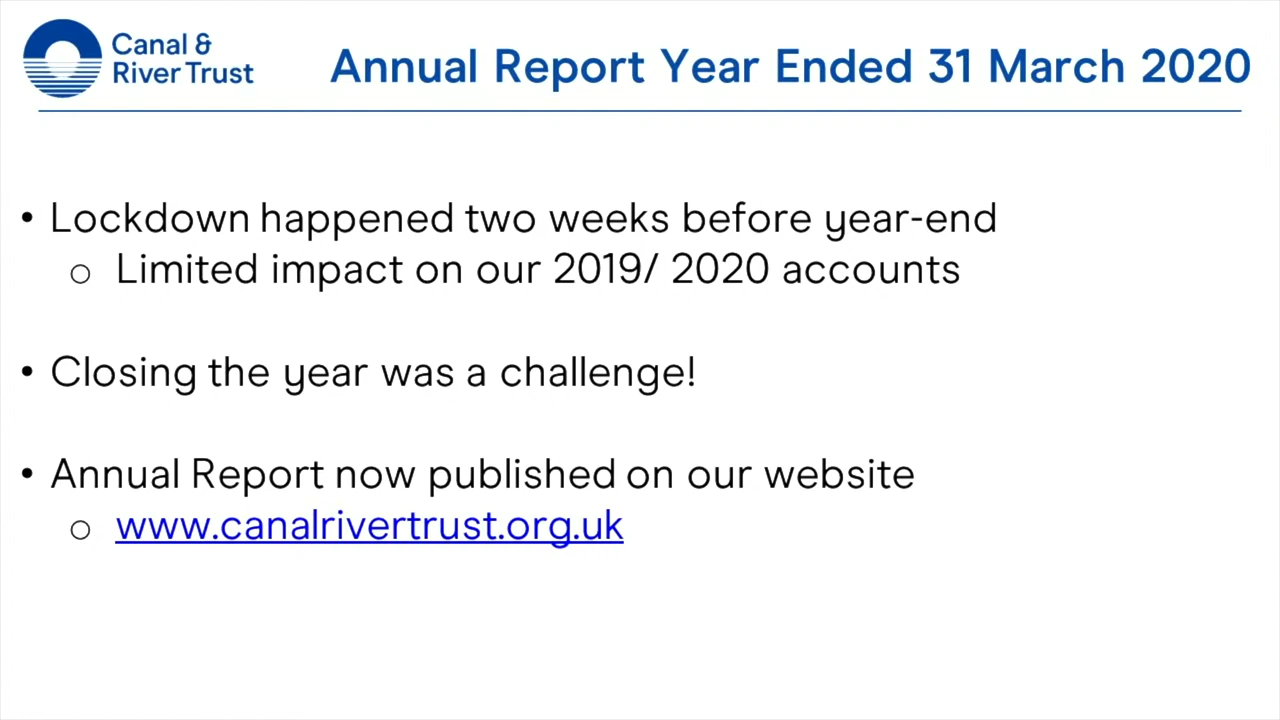 Canal &
River Trust
Annual Report Year Ended 31 March 2020
• Lockdown happened two weeks before year-end
o Limited impact on our 2019/ 2020 accounts
• Closing the year was a challenge!
• Annual Report now published on our website
o www.canalrivertrust.org.uk